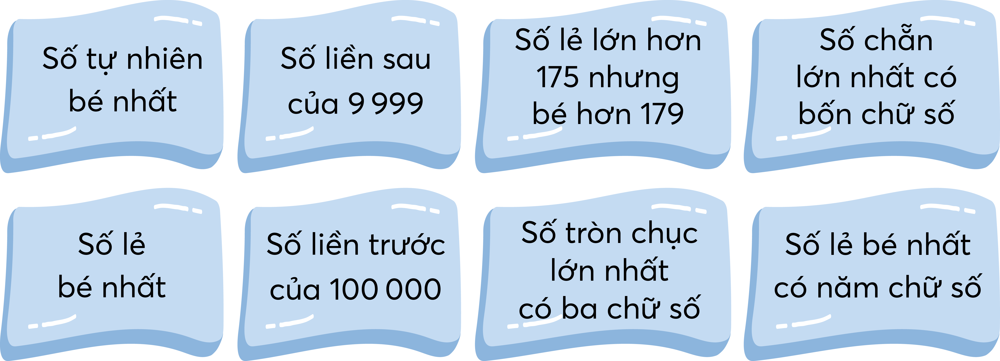 Số tự nhiên
bé nhất
Số liền sau
của 9 999
Số lẻ lớn hơn
175 nhưng
bé hơn 179
Số chẵn
lớn nhất có
bốn chữ số
Số lẻ
bé nhất
Số liền trước
của 100 000
Số tròn chục
lớn nhất
có ba chữ số
Số lẻ bé nhất
có năm chữ số